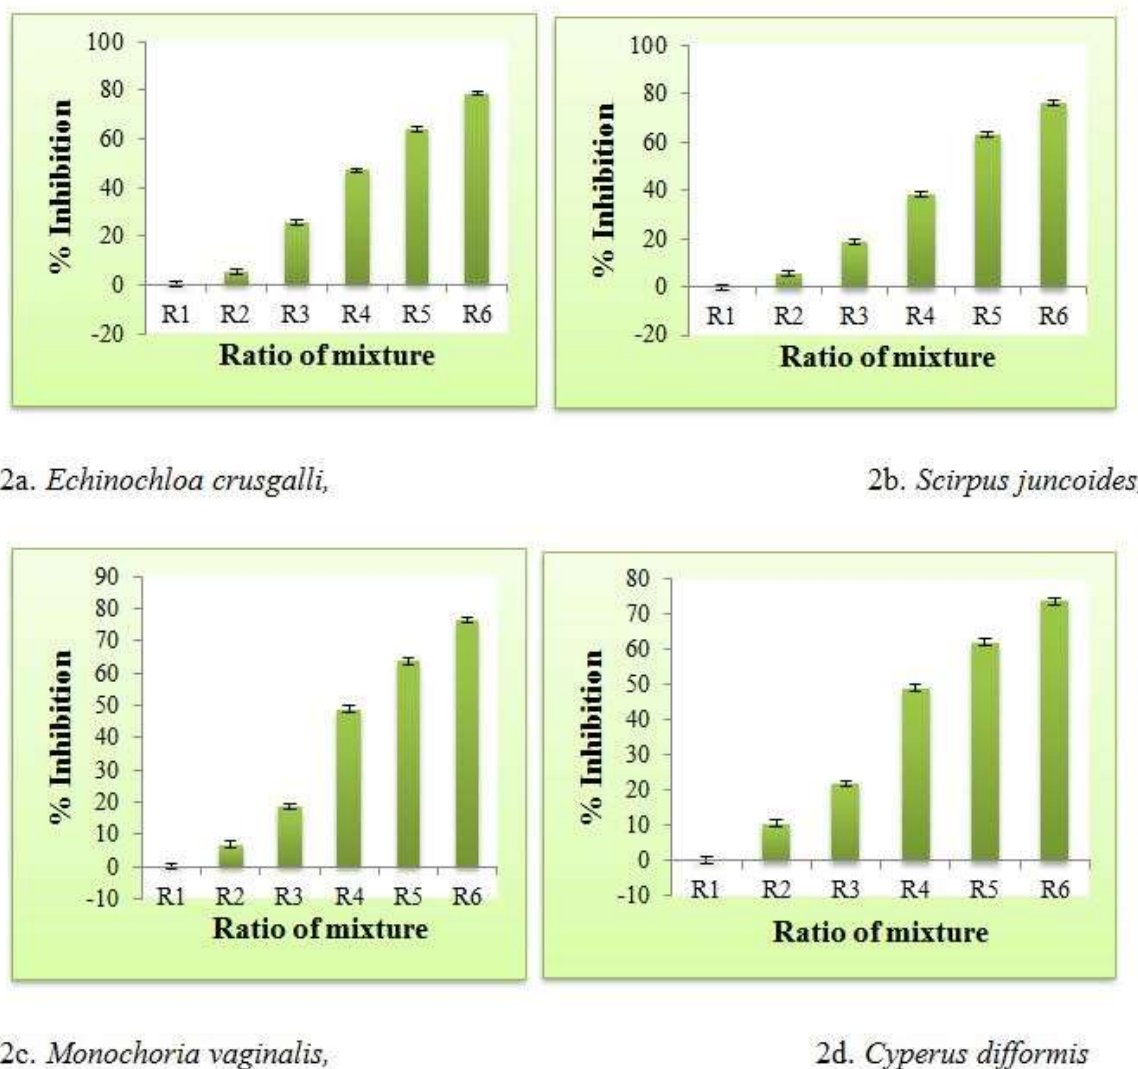 100
80
60
40
20
0
-20
% Inhibition
R1 R2 R3 R4 R5 R6
Ratio of mixture
100
80
60
40
20
0
-20
% Inhibition
R1 R2 R3 R4 R5 R6
Ratio of mixture
2a. Echinochloa crusgalli,
2b. Scirpus juncoides,
90
80
70
60
50
40
30
20
10
0
-10
% Inhibition
R1 R2 R3 R4 R5 R6
Ratio of mixture
80
70
60
50
40
30
20
10
0
-10
% Inhibition
R1 R2 R3 R4 R5 R6
Ratio of mixture
2c. Monochoria vaginalis,
2d. Cyperus difformis